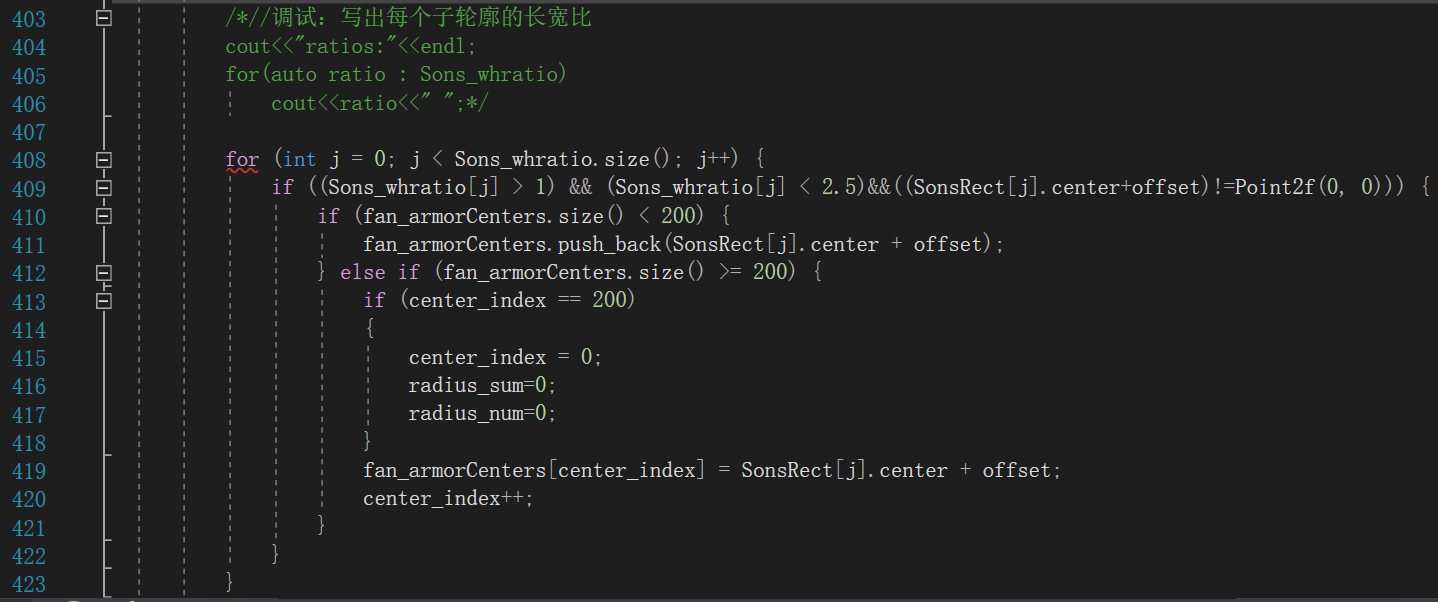 403 /*//调试：写出每个子轮廓的长宽比
404 cout<<"ratios:"<<endl;
405 for(auto ratio : Sons_whratio)
406 cout<<ratio<<" ";*/
407
408 for (int j = 0; j < Sons_whratio.size(); j++) {
409 if ((Sons_whratio[j] > 1) && (Sons_whratio[j] < 2.5)&&((SonsRect[j].center+offset)!=Point2f(0, 0))) {
410 if (fan_armorCenters.size() < 200) {
411 fan_armorCenters.push_back(SonsRect[j].center + offset);
412 } else if (fan_armorCenters.size() >= 200) {
413 if (center_index == 200)
414 {
415 center_index = 0;
416 radius_sum=0;
417 radius_num=0;
418 }
419 fan_armorCenters[center_index] = SonsRect[j].center + offset;
420 center_index++;
421 }
422 }
423 }